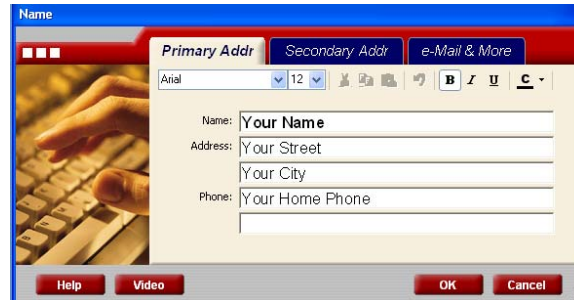 Name
Primary Addr Secondary Addr e-Mail & More
Arial 12 B I U C
Name: Your Name
Address: Your Street
Your City
Phone: Your Home Phone
Help Video OK Cancel